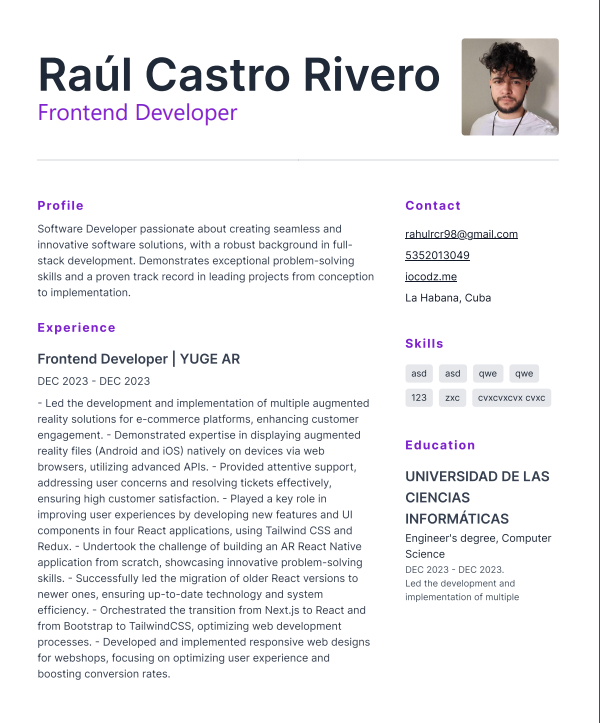 Raúl Castro Rivero
Frontend Developer
Profile
Software Developer passionate about creating seamless and
innovative software solutions, with a robust background in full-
stack development. Demonstrates exceptional problem-solving
skills and a proven track record in leading projects from conception
to implementation.
Experience
Frontend Developer | YUGE AR
DEC 2023 - DEC 2023
- Led the development and implementation of multiple augmented
reality solutions for e-commerce platforms, enhancing customer
engagement. - Demonstrated expertise in displaying augmented
reality files (Android and iOS) natively on devices via web
browsers, utilizing advanced APIs. - Provided attentive support,
addressing user concerns and resolving tickets effectively,
ensuring high customer satisfaction. - Played a key role in
improving user experiences by developing new features and UI
components in four React applications, using Tailwind CSS and
Redux. - Undertook the challenge of building an AR React Native
application from scratch, showcasing innovative problem-solving
skills. - Successfully led the migration of older React versions to
newer ones, ensuring up-to-date technology and system
efficiency. - Orchestrated the transition from Next.js to React and
from Bootstrap to TailwindCSS, optimizing web development
processes. - Developed and implemented responsive web designs
for webshops, focusing on optimizing user experience and
boosting conversion rates.
Contact
rahulrcr98@gmail.com
5352013049
iocodz.me
La Habana, Cuba
Skills
asd asd qwe qwe
123 zxc cvxcvxcvx cvxc
Education
UNIVERSIDAD DE LAS
CIENCIAS
INFORMÁTICAS
Engineer's degree, Computer
Science
DEC 2023 - DEC 2023.
Led the development and
implementation of multiple